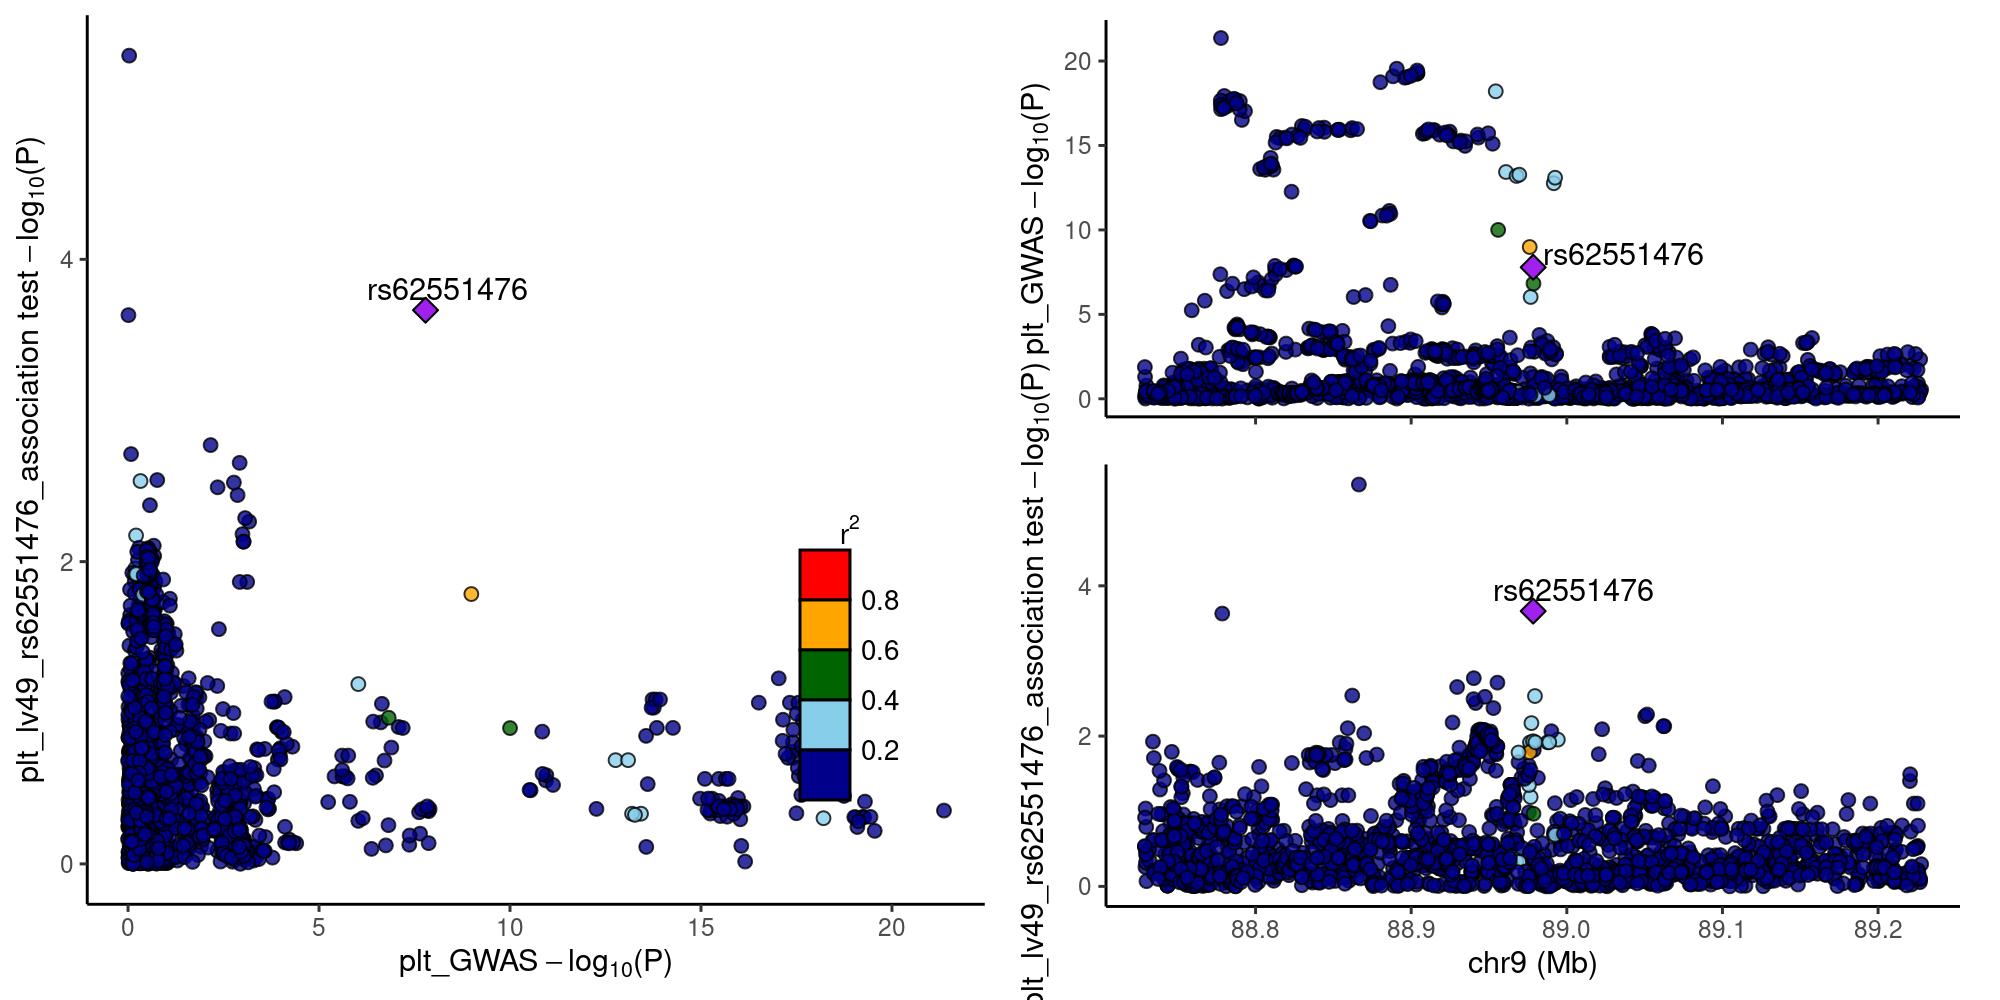 plt_lv49_rs62551476_association test −log10(P)
4
2
0
rs62551476
r2
0.8
0.6
0.4
0.2
0 5 10 15 20
plt_GWAS −log10(P)
plt_GWAS −log10(P)
20
15
10
5
0
rs62551476
plt_lv49_rs62551476_association test −log10(P)
4
2
0
rs62551476
88.8 88.9 89.0 89.1 89.2
chr9 (Mb)